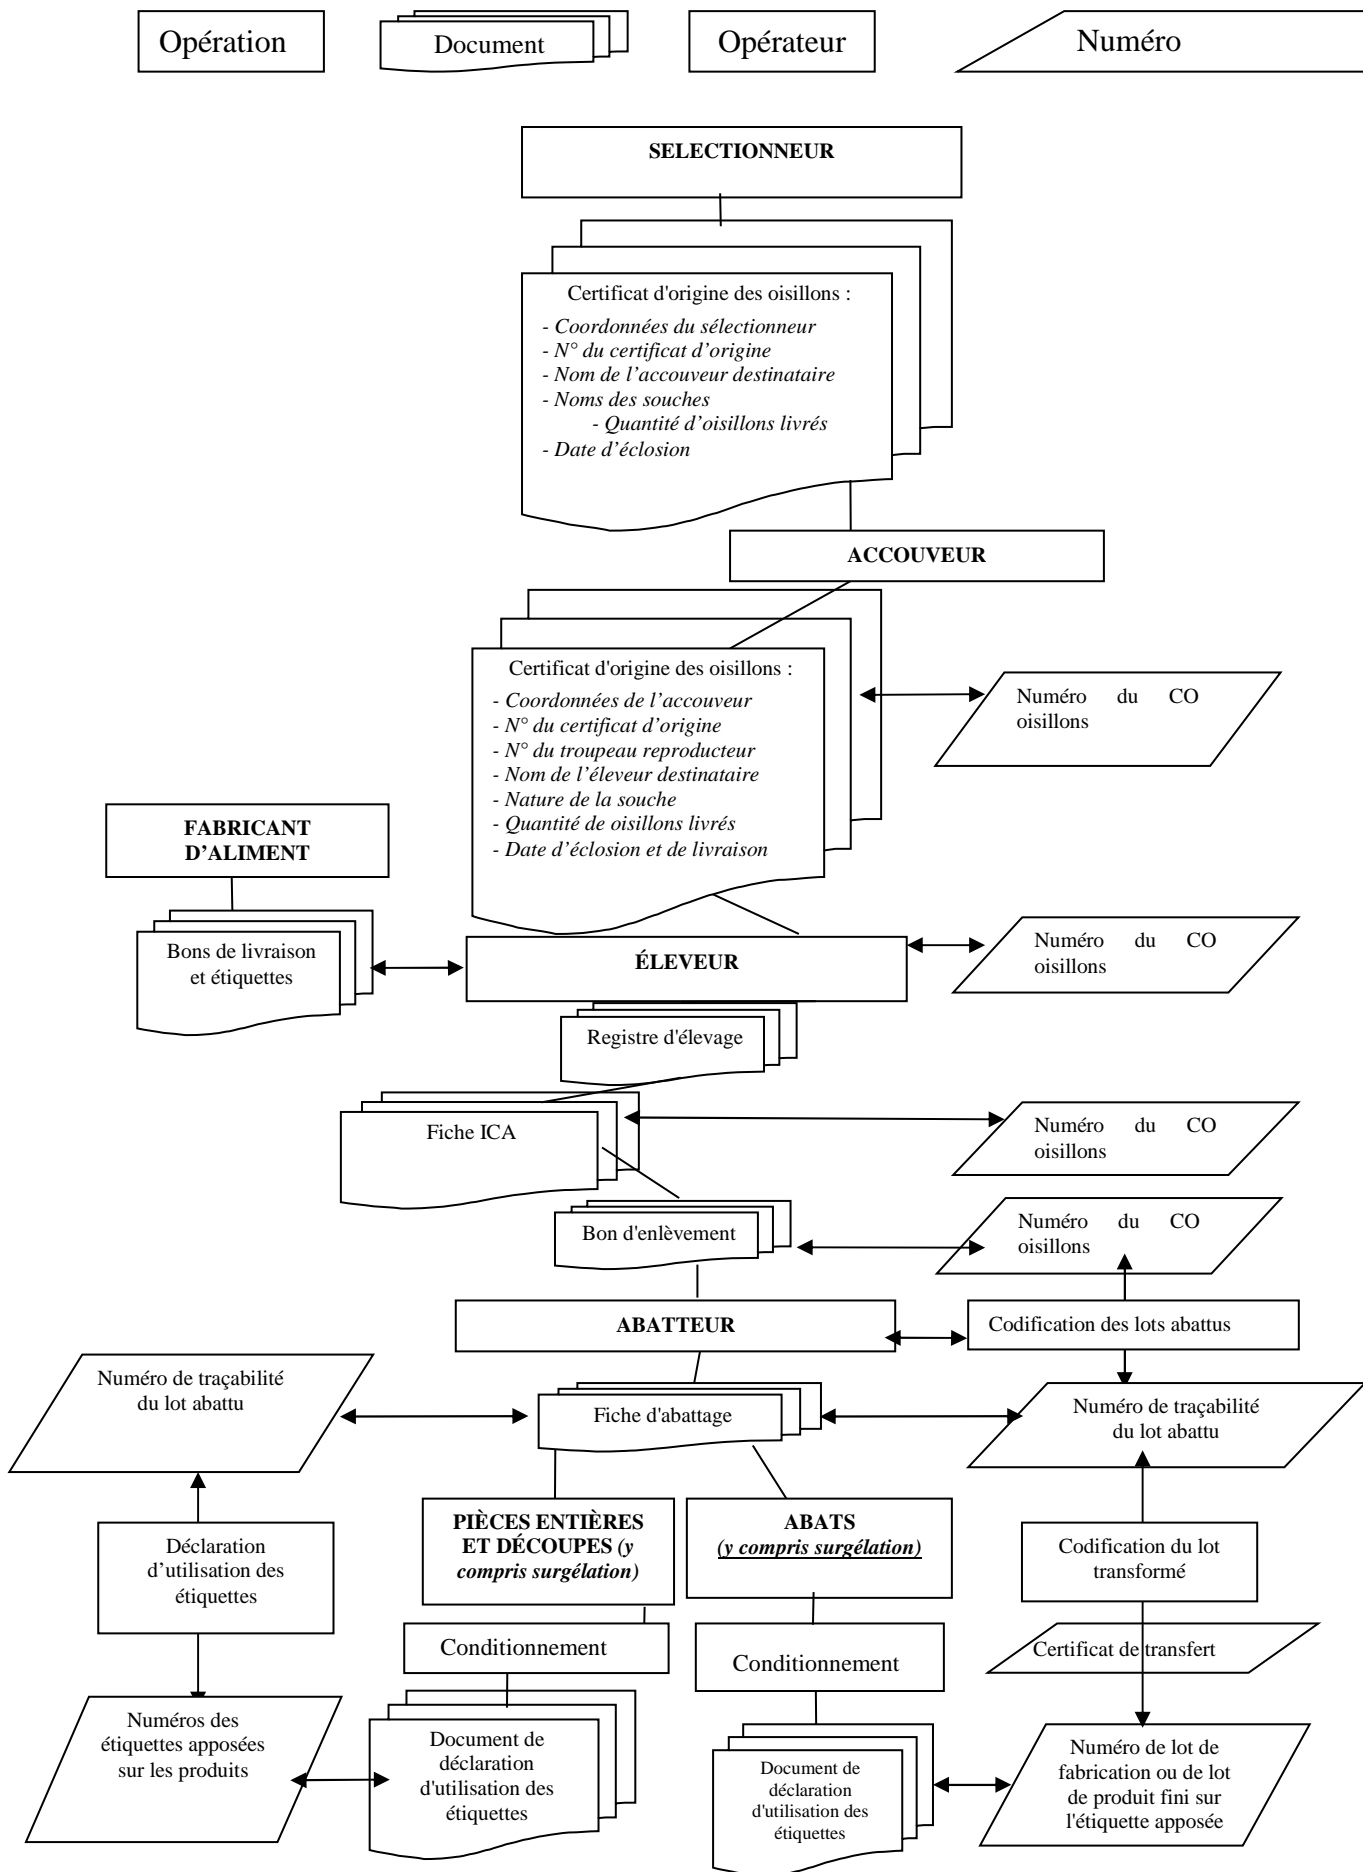 Opération
Document
Opérateur
Numéro
SELECTIONNEUR
Certificat d'origine des oisillons :
- Coordonnées du sélectionneur
- N° du certificat d’origine
- Nom de l’accouveur destinataire
- Noms des souches
- Quantité d’oisillons livrés
- Date d’éclosion
ACCOUVEUR
Certificat d'origine des oisillons :
- Coordonnées de l’accouveur
- N° du certificat d’origine
- N° du troupeau reproducteur
- Nom de l’éleveur destinataire
- Nature de la souche
- Quantité de oisillons livrés
- Date d’éclosion et de livraison
Numéro du CO
oisillons
FABRICANT
D’ALIMENT
Bons de livraison
et étiquettes
ÉLEVEUR
Numéro du CO
oisillons
Registre d'élevage
Fiche ICA
Numéro du CO
oisillons
Bon d'enlèvement
Numéro du CO
oisillons
ABATTEUR
Codification des lots abattus
Numéro de traçabilité
du lot abattu
Fiche d'abattage
Numéro de traçabilité
du lot abattu
Déclaration
d’utilisation des
étiquettes
PIÈCES ENTIÈRES
ET DÉCOUPES (y
compris surgélation)
ABATS
(y compris surgélation)
Codification du lot
transformé
Conditionnement
Conditionnement
Certificat de transfert
Numéros des
étiquettes apposées
sur les produits
Document de
déclaration
d'utilisation des
étiquettes
Document de
déclaration
d'utilisation des
étiquettes
Numéro de lot de
fabrication ou de lot
de produit fini sur
l'étiquette apposée